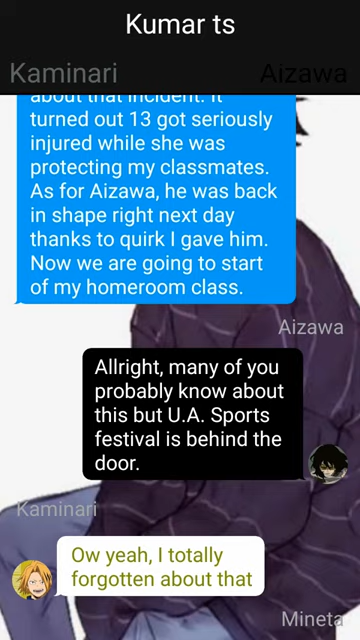 Kumar ts
Kaminari
Aizawa
about that incident. It
turned out 13 got seriously
injured while she was
protecting my classmates.
As for Aizawa, he was back
in shape right next day
thanks to quirk I gave him.
Now we are going to start
of my homeroom class.
Aizawa
Allright, many of you
probably know about
this but U.A. Sports
festival is behind the
door.
Kaminari
Ow yeah, I totally
forgotten about that
Mineta